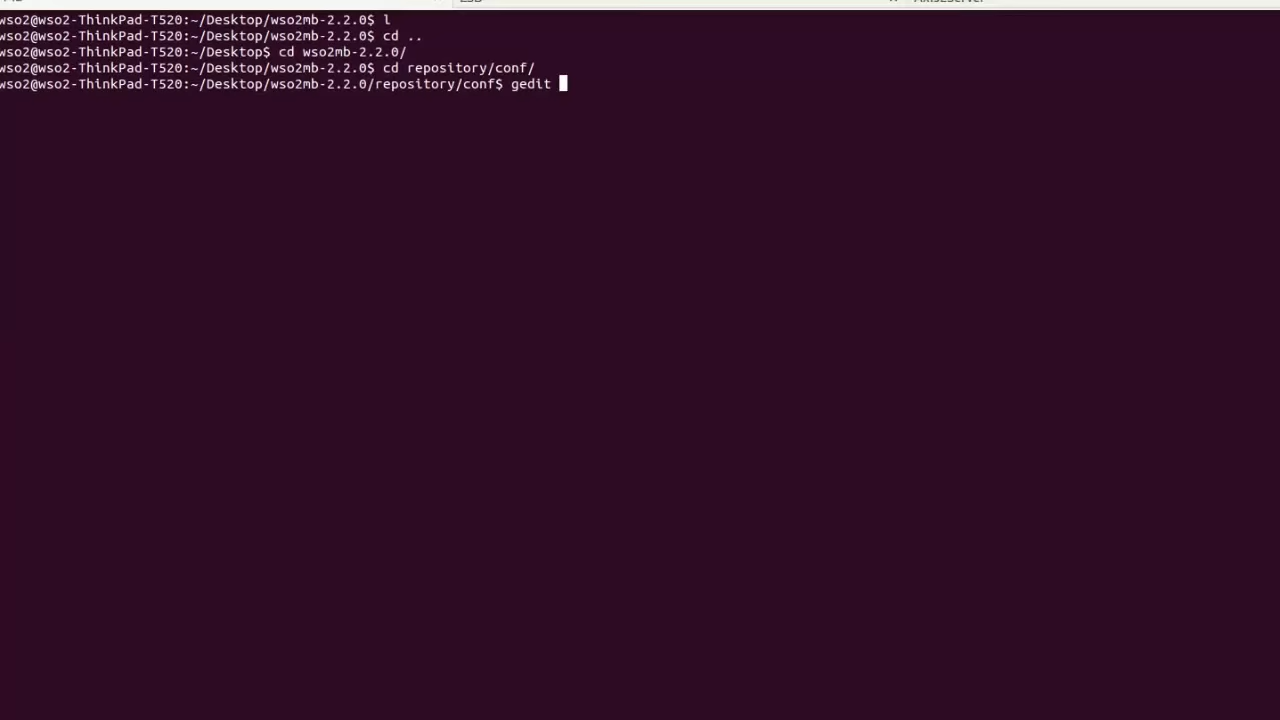 wso2@wso2-ThinkPad-T520:~/Desktop/wso2mb-2.2.0$ l
wso2@wso2-ThinkPad-T520:~/Desktop/wso2mb-2.2.0$ cd ..
wso2@wso2-ThinkPad-T520:~/Desktop$ cd wso2mb-2.2.0/
wso2@wso2-ThinkPad-T520:~/Desktop/wso2mb-2.2.0$ cd repository/conf/
wso2@wso2-ThinkPad-T520:~/Desktop/wso2mb-2.2.0/repository/conf$ gedit